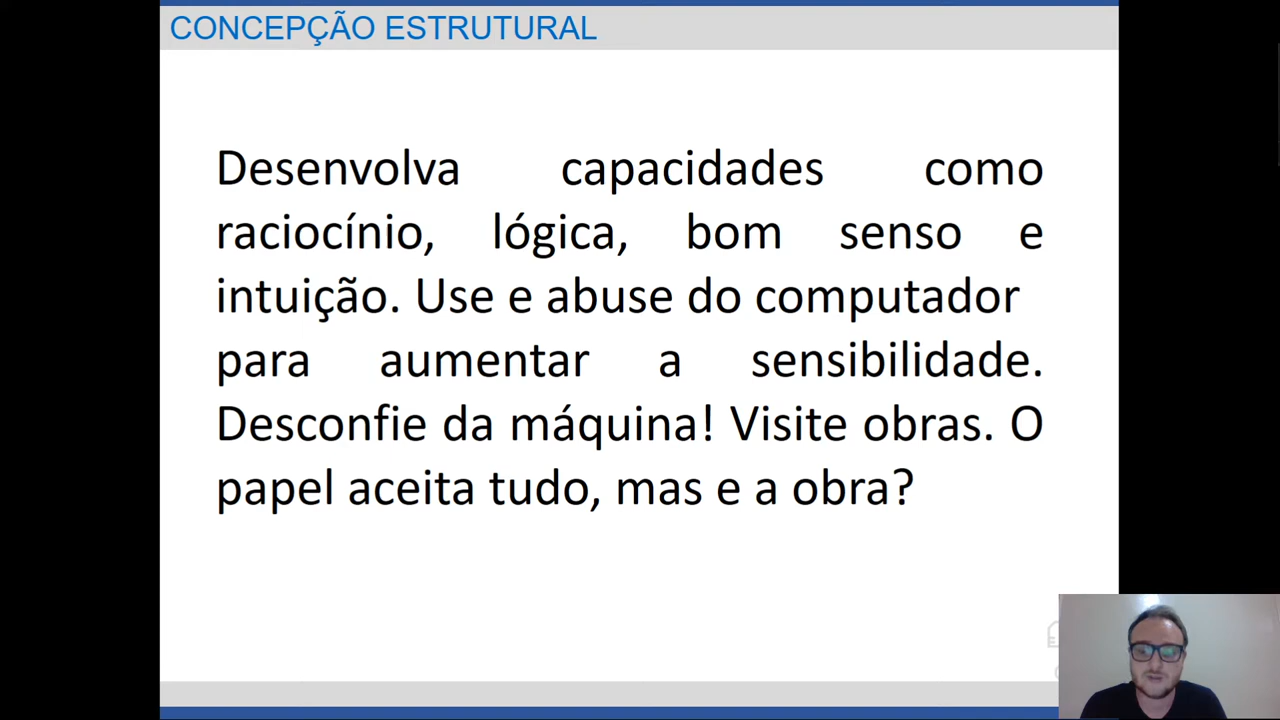 CONCEPÇÃO ESTRUTURAL
Desenvolva capacidades como
raciocínio, lógica, bom senso e
intuição. Use e abuse do computador
para aumentar a sensibilidade.
Desconfie da máquina! Visite obras. O
papel aceita tudo, mas e a obra?